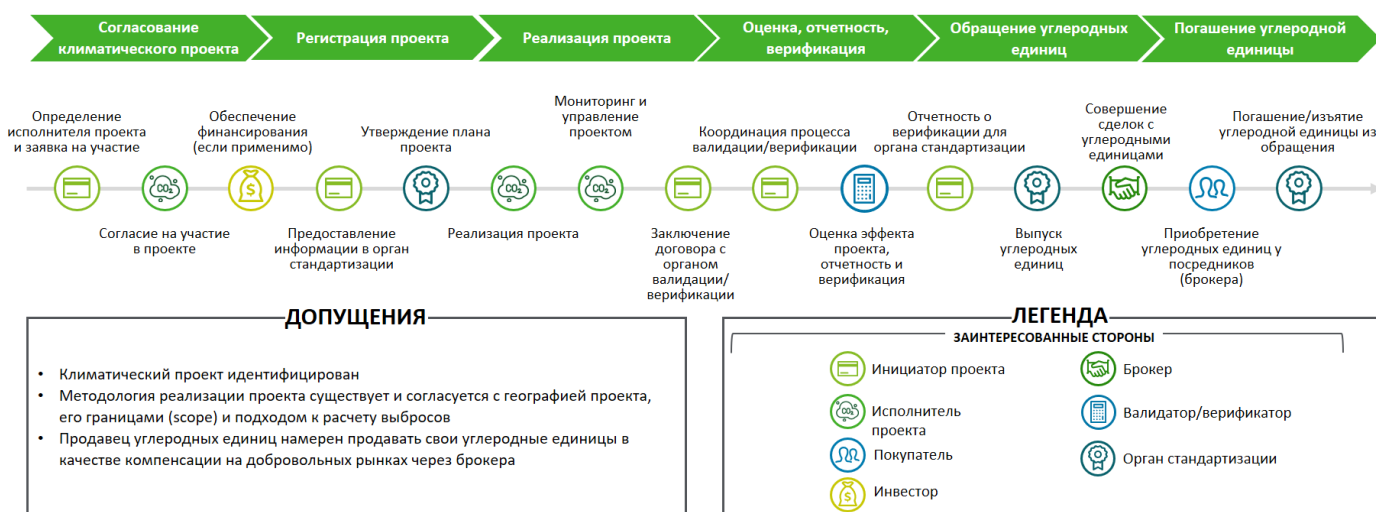 Согласование
климатического проекта
Регистрация проекта
Реализация проекта
Оценка, отчетность,
верификация
Обращение углеродных
единиц
Погашение углеродной
единицы
Определение
исполнителя проекта
и заявка на участие
Согласие на участие
в проекте
Обеспечение
финансирования
(если применимо)
Предоставление
информации в орган
стандартизации
Утверждение плана
проекта
Реализация проекта
Мониторинг и
управление
проектом
Заключение
договора с
органом
валидации/
верификации
Координация процесса
валидации/верификации
Оценка эффекта
проекта,
отчетность и
верификация
Отчетность о
верификации для
органа стандартизации
Выпуск
углеродных
единиц
Совершение
сделок с
углеродными
единицами
Приобретение
углеродных единиц у
посредников
(брокера)
Погашение/изъятие
углеродной единицы из
обращения
CO₂
CO₂
CO₂
$
ДОПУЩЕНИЯ
• Климатический проект идентифицирован
• Методология реализации проекта существует и согласуется с географией проекта,
его границами (scope) и подходом к расчету выбросов
• Продавец углеродных единиц намерен продавать свои углеродные единицы в
качестве компенсации на добровольных рынках через брокера
ЛЕГЕНДА
ЗАИНТЕРЕСОВАННЫЕ СТОРОНЫ
Инициатор проекта
CO₂
Исполнитель
проекта
Покупатель
$
Инвестор
Брокер
Валидатор/верификатор
Орган стандартизации